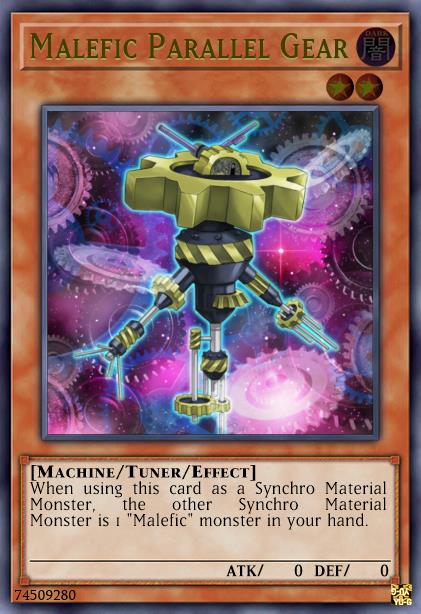 Malefic Parallel Gear
DARK
闇
[Machine/Tuner/Effect]
When using this card as a Synchro Material
Monster, the other Synchro Material
Monster is 1 "Malefic" monster in your hand.
ATK/ 0 DEF/ 0
74509280